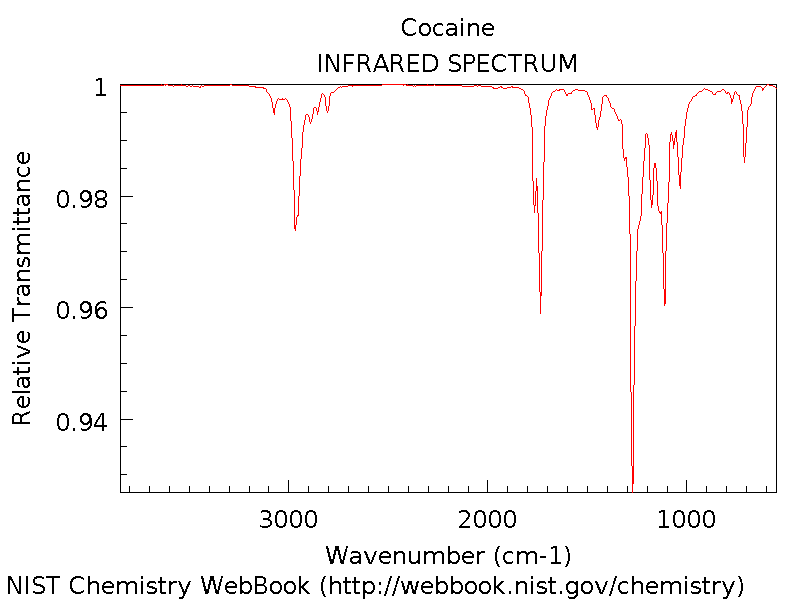 Cocaine
INFRARED SPECTRUM
1
0.98
0.96
0.94
Relative Transmittance
3000 2000 1000
Wavenumber (cm-1)
NIST Chemistry WebBook (http://webbook.nist.gov/chemistry)